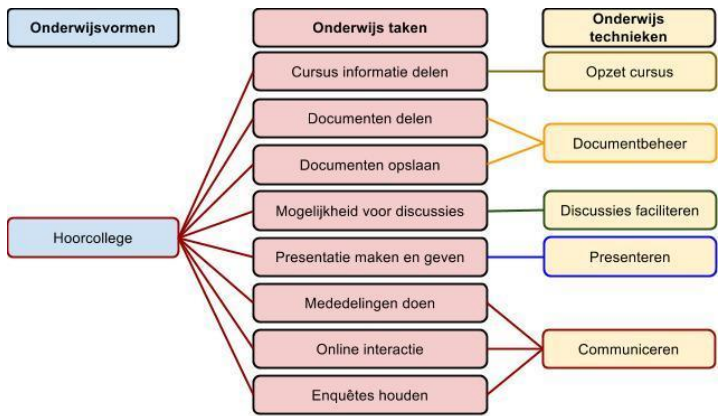 Onderwijsvormen
Onderwijs taken
Onderwijs
technieken
Cursus informatie delen
Opzet cursus
Documenten delen
Documentbeheer
Documenten opslaan
Mogelijkheid voor discussies
Discussies faciliteren
Hoorcollege
Presentatie maken en geven
Presenteren
Mededelingen doen
Online interactie
Communiceren
Enquêtes houden